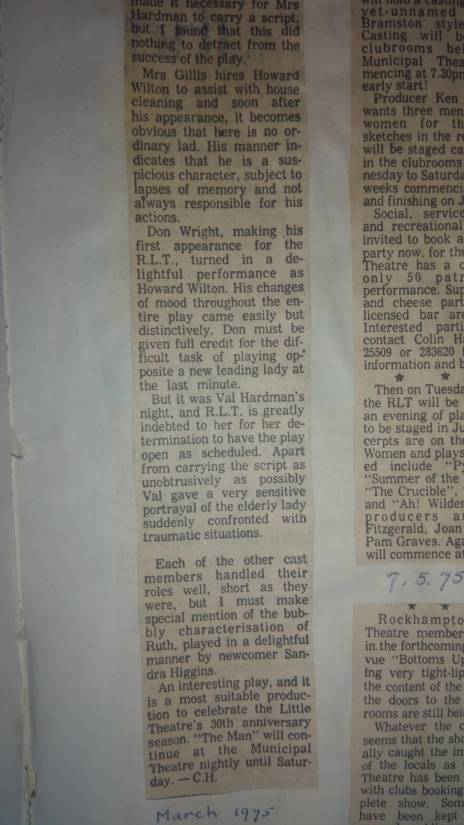 made it necessary for Mrs
Hardman to carry a script,
but I found that this did
nothing to detract from the
success of the play.
Mrs Gillis hires Howard
Wilton to assist with house
cleaning and soon after
his appearance, it becomes
obvious that here is no or-
dinary lad. His manner in-
dicates that he is a sus-
picious character, subject to
lapses of memory and not
always responsible for his
actions.
Don Wright, making his
first appearance for the
R.L.T., turned in a de-
lightful performance as
Howard Wilton. His changes
of mood throughout the en-
tire play came easily but
distinctively. Don must be
given full credit for the dif-
ficult task of playing op-
posite a new leading lady at
the last minute.
But it was Val Hardman's
night, and R.L.T. is greatly
indebted to her for her de-
termination to have the play
open as scheduled. Apart
from carrying the script as
unobtrusively as possibly
Val gave a very sensitive
portrayal of the elderly lady
suddenly confronted with
traumatic situations.
Each of the other cast
members handled their
roles well, short as they
were, but I must make
special mention of the bub-
bly characterisation of
Ruth, played in a delightful
manner by newcomer San-
dra Higgins.
An interesting play, and it
is a most suitable produc-
tion to celebrate the Little
Theatre's 30th anniversary
season. "The Man" will con-
tinue at the Municipal
Theatre nightly until Satur-
day. — C.H.
March 1975
will hold a casting
yet-unnamed
Bramston style
Casting will b
clubrooms be
Municipal Thea
mencing at 7.30pm
early start!
Producer Ken
wants three men
women for th
sketches in the re
will be staged ca
in the clubrooms
nesday to Saturda
weeks commenci
and finishing on J
Social, service
and recreational
invited to book a
party now, for the
Theatre has a c
only 50 patr
performance. Sup
and cheese part
licensed bar are
Interested parti
contact Colin H
25509 or 283620
information and b
★ ★
Then on Tuesda
the RLT will be
an evening of pla
to be staged in Ju
cerpts are on the
Women and plays
ed include "Py
"Summer of the
"The Crucible",
and "Ah! Wilder
producers a
Fitzgerald, Joan
Pam Graves. Aga
will commence at
7.5.75
★ ★
Rockhampto
Theatre member
in the forthcoming
vue "Bottoms Up
ing very tight-lip
the content of the
the doors to the
rooms are still bei
Whatever the c
seems that the sho
ally caught the in
of the locals as
Theatre has been
with clubs booking
plete show. Som
have been kept